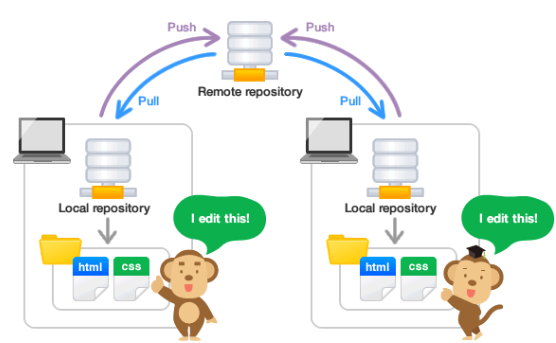 Push
Push
Pull
Pull
Remote repository
Local repository
Local repository
I edit this!
I edit this!
html
css
html
css